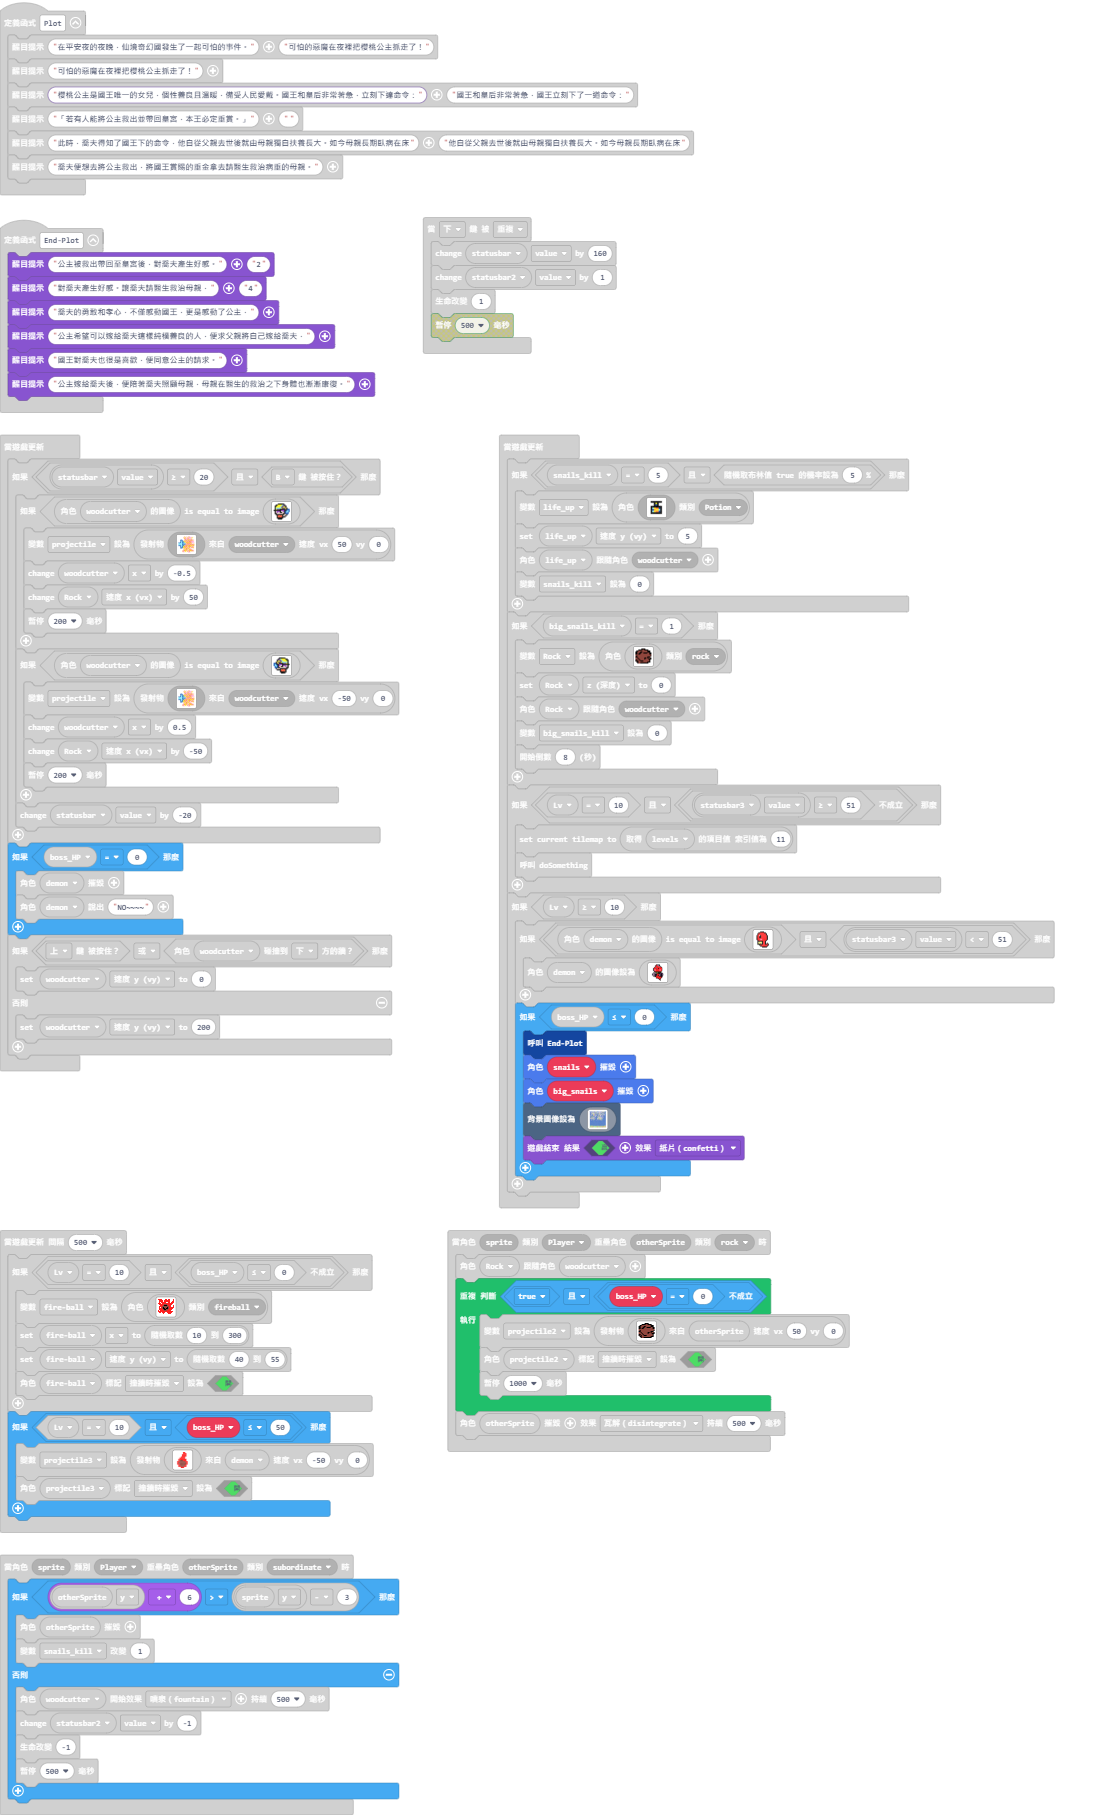 定義函式 Plot
醒目提示 "在平安夜的夜晚，仙境奇幻國發生了一起可怕的事件。" "可怕的惡魔在夜裡把櫻桃公主抓走了！"
醒目提示 "可怕的惡魔在夜裡把櫻桃公主抓走了！"
醒目提示 "櫻桃公主是國王唯一的女兒，個性善良且溫暖，備受人民愛戴。國王和皇后非常著急，立刻下達命令：" "國王和皇后非常著急，國王立刻下了一道命令："
醒目提示 "「若有人能將公主救出並帶回皇宮，本王必定重賞。」" ""
醒目提示 "此時，喬夫得知了國王下的命令，他自從父親去世後就由母親獨自扶養長大。如今母親長期臥病在床" "他自從父親去世後就由母親獨自扶養長大。如今母親長期臥病在床"
醒目提示 "喬夫便想去將公主救出，將國王賞賜的重金拿去請醫生救治病重的母親。"
定義函式 End-Plot
醒目提示 "公主被救出帶回至皇宮後，對喬夫產生好感。" "2"
醒目提示 "對喬夫產生好感。讓喬夫請醫生救治母親，" "4"
醒目提示 "喬夫的勇敢和孝心，不僅感動國王，更是感動了公主，"
醒目提示 "公主希望可以嫁給喬夫這樣純樸善良的人，便求父親將自己嫁給喬夫，"
醒目提示 "國王對喬夫也很是喜歡，便同意公主的請求。"
醒目提示 "公主嫁給喬夫後，便陪著喬夫照顧母親，母親在醫生的救治之下身體也漸漸康復。"
當 下 鍵 被 重複
change statusbar value by 160
change statusbar2 value by 1
生命改變 1
暫停 500 毫秒
當遊戲更新
如果 statusbar value ≥ 20 且 B 鍵 被按住？ 那麼
如果 角色 woodcutter 的圖像 is equal to image 那麼
變數 projectile 設為 發射物 來自 woodcutter 速度 vx 50 vy 0
change woodcutter x by -0.5
change Rock 速度 x (vx) by 50
暫停 200 毫秒
如果 角色 woodcutter 的圖像 is equal to image 那麼
變數 projectile 設為 發射物 來自 woodcutter 速度 vx -50 vy 0
change woodcutter x by 0.5
change Rock 速度 x (vx) by -50
暫停 200 毫秒
change statusbar value by -20
如果 boss_HP = 0 那麼
角色 demon 摧毀
角色 demon 說出 "NO~~~~"
如果 上 鍵 被按住？ 或 角色 woodcutter 碰撞到 下 方的牆？ 那麼
set woodcutter 速度 y (vy) to 0
否則
set woodcutter 速度 y (vy) to 200
當遊戲更新
如果 snails_kill = 5 且 隨機取布林值 true 的機率設為 5 % 那麼
變數 life_up 設為 角色 類別 Potion
set life_up 速度 y (vy) to 5
角色 life_up 跟隨角色 woodcutter
變數 snails_kill 設為 0
如果 big_snails_kill = 1 那麼
變數 Rock 設為 角色 類別 rock
set Rock z (深度) to 0
角色 Rock 跟隨角色 woodcutter
變數 big_snails_kill 設為 0
開始倒數 8 (秒)
如果 Lv = 10 且 statusbar3 value ≥ 51 不成立 那麼
set current tilemap to 取得 levels 的項目值 索引值為 11
呼叫 doSomething
如果 Lv ≥ 10 那麼
如果 角色 demon 的圖像 is equal to image 且 statusbar3 value < 51 那麼
角色 demon 的圖像設為
如果 boss_HP ≤ 0 那麼
呼叫 End-Plot
角色 snails 摧毀
角色 big_snails 摧毀
背景圖像設為
遊戲結束 結果 效果 紙片 (confetti)
當遊戲更新 間隔 500 毫秒
如果 Lv = 10 且 boss_HP ≤ 0 不成立 那麼
變數 fire-ball 設為 角色 類別 fireball
set fire-ball x to 隨機取數 10 到 300
set fire-ball 速度 y (vy) to 隨機取數 40 到 55
角色 fire-ball 標記 撞牆時摧毀 設為 開
如果 Lv = 10 且 boss_HP ≤ 50 那麼
變數 projectile3 設為 發射物 來自 demon 速度 vx -50 vy 0
角色 projectile3 標記 撞牆時摧毀 設為 開
當角色 sprite 類別 Player 重疊角色 otherSprite 類別 rock 時
角色 Rock 跟隨角色 woodcutter
重複 判斷 true 且 boss_HP = 0 不成立
執行
變數 projectile2 設為 發射物 來自 otherSprite 速度 vx 50 vy 0
角色 projectile2 標記 撞牆時摧毀 設為 開
暫停 1000 毫秒
角色 otherSprite 摧毀 效果 瓦解 (disintegrate) 持續 500 毫秒
當角色 sprite 類別 Player 重疊角色 otherSprite 類別 subordinate 時
如果 otherSprite y + 6 > sprite y - 3 那麼
角色 otherSprite 摧毀
變數 snails_kill 改變 1
否則
角色 woodcutter 開始效果 噴泉 (fountain) 持續 500 毫秒
change statusbar2 value by -1
生命改變 -1
暫停 500 毫秒